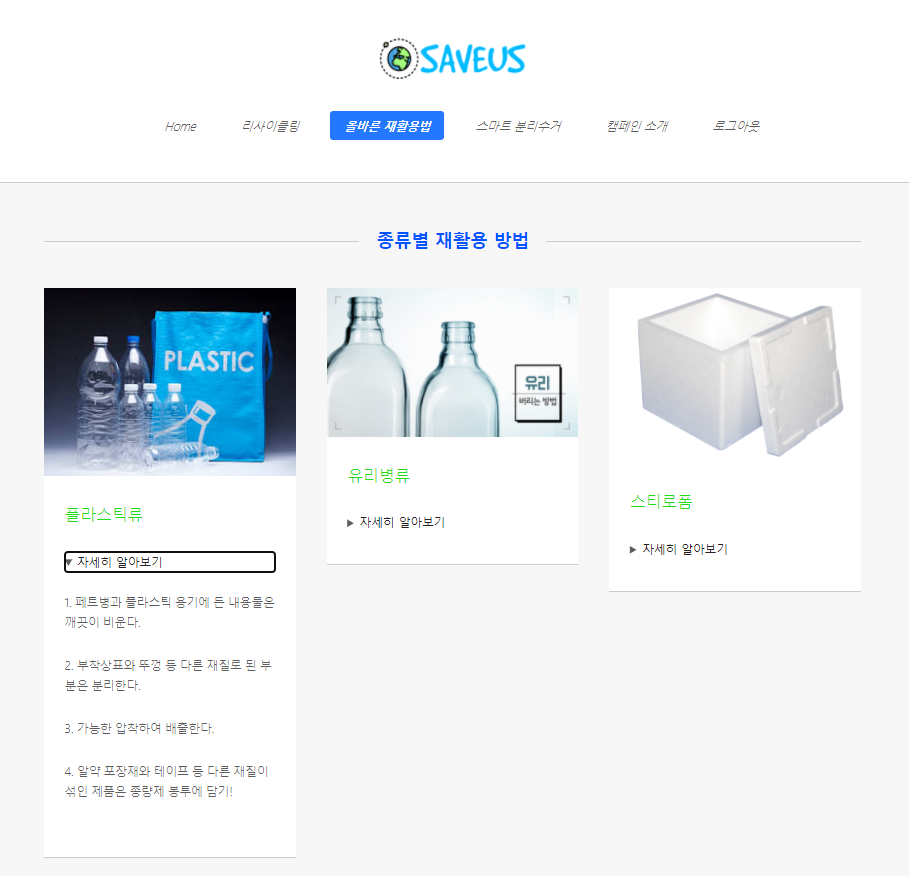 SAVEUS
Home 리사이클링 올바른 재활용법 스마트 분리수거 캠페인 소개 로그아웃
종류별 재활용 방법
PLASTIC
플라스틱류
▼ 자세히 알아보기
1. 페트병과 플라스틱 용기에 든 내용물은
깨끗이 비운다.
2. 부착상표와 뚜껑 등 다른 재질로 된 부
분은 분리한다.
3. 가능한 압착하여 배출한다.
4. 알약 포장재와 테이프 등 다른 재질이
섞인 제품은 종량제 봉투에 담기!
유리
버리는 방법
유리병류
▶ 자세히 알아보기
스티로폼
▶ 자세히 알아보기